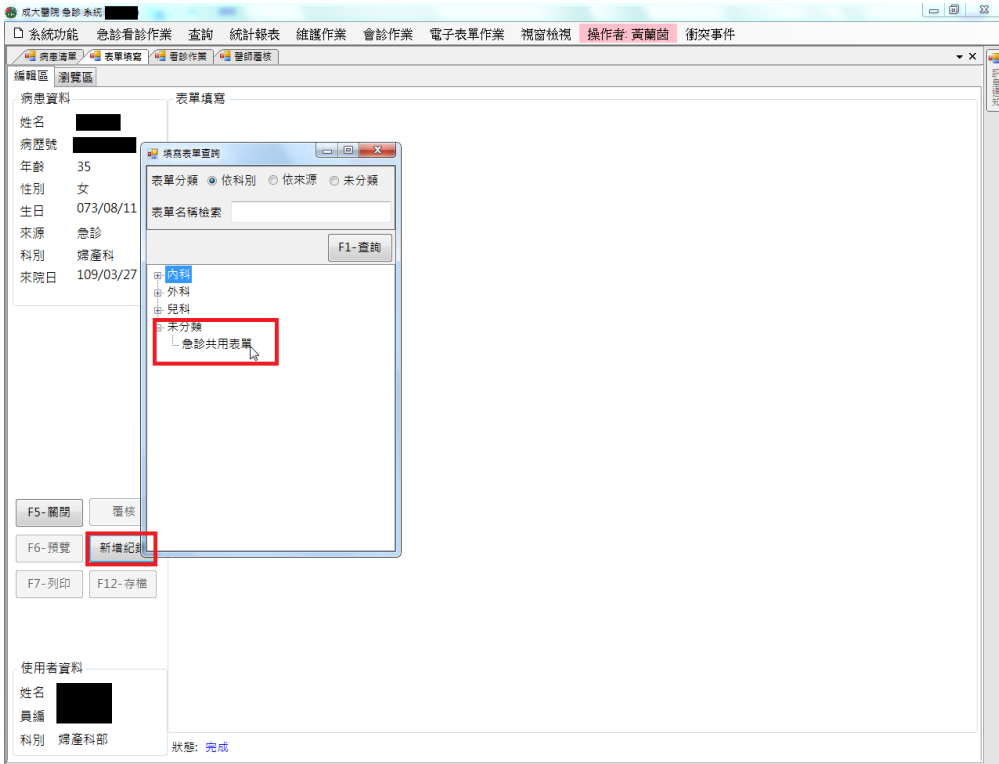 成大醫院 急診 系統
系統功能 急診看診作業 查詢 統計報表 維護作業 會診作業 電子表單作業 視窗檢視 操作者: 黃蘭茵 衝突事件
病患清單 表單填寫 看診作業 醫師覆核
編輯區 瀏覽區
訊息通知
病患資料
姓名
病歷號
年齡 35
性別 女
生日 073/08/11
來源 急診
科別 婦產科
來院日 109/03/27
表單填寫
填寫表單查詢
表單分類 依科別 依來源 未分類
表單名稱檢索
F1-查詢
內科
外科
兒科
未分類
急診共用表單
F5-關閉 覆核
F6-預覽 新增紀錄
F7-列印 F12-存檔
使用者資料
姓名
員編
科別 婦產科部
狀態: 完成